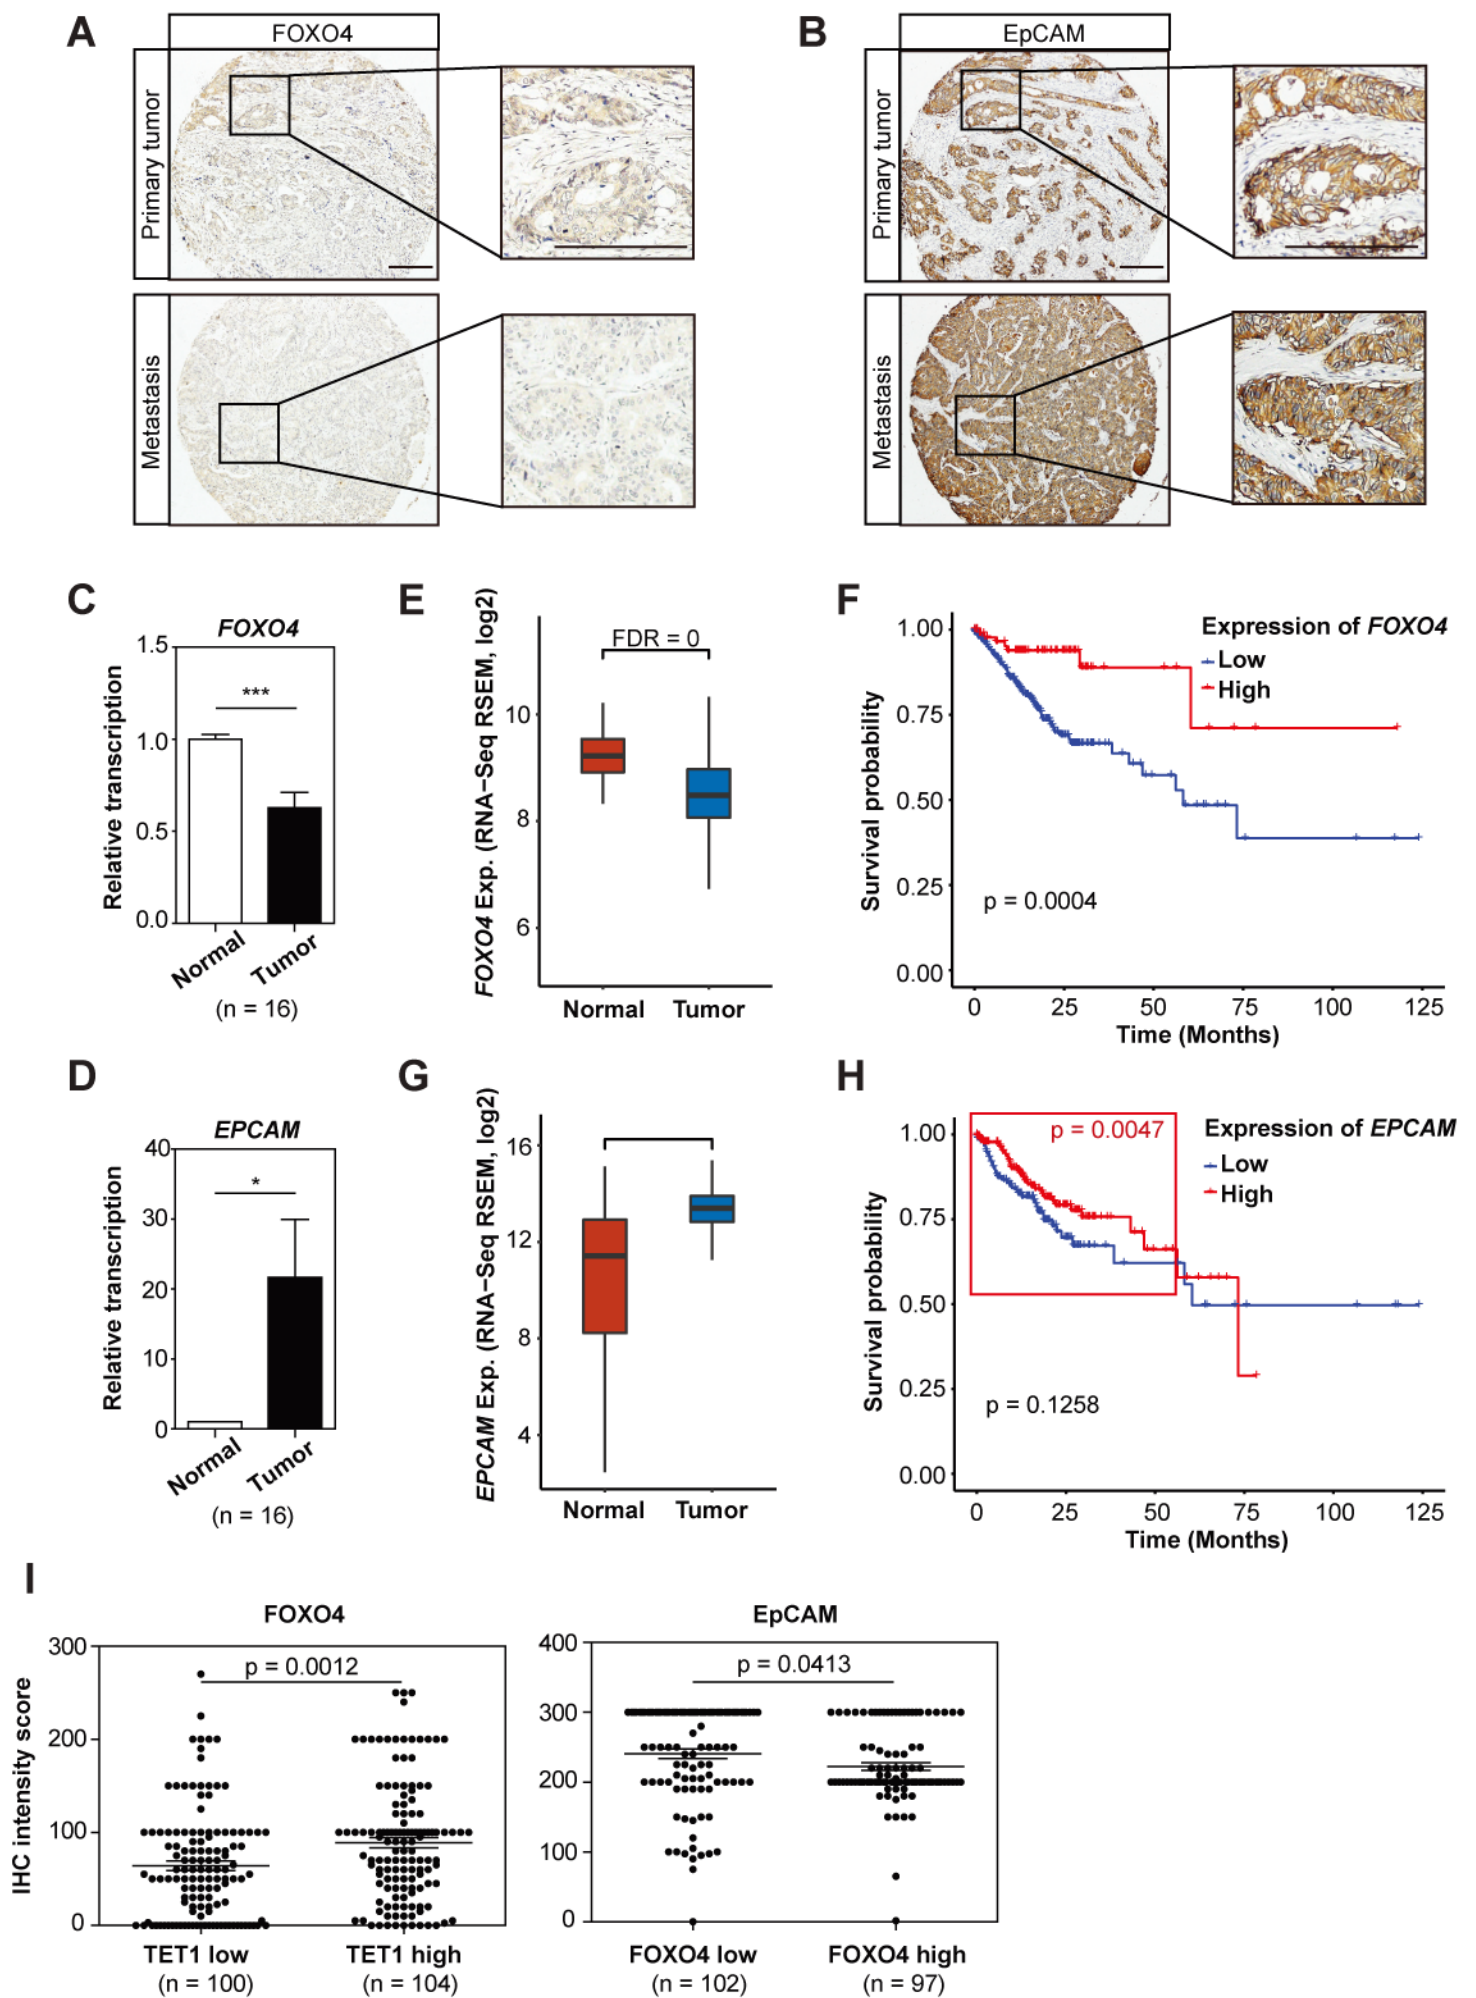 A
FOXO4
Primary tumor
Metastasis
B
EpCAM
Primary tumor
Metastasis
C
FOXO4
Relative transcription
1.5
1.0
0.5
0.0
***
Normal
Tumor
(n = 16)
E
FOXO4 Exp. (RNA−Seq RSEM, log2)
FDR = 0
10
8
6
Normal
Tumor
F
Survival probability
1.00
0.75
0.50
0.25
0.00
Expression of FOXO4
Low
High
p = 0.0004
0 25 50 75 100 125
Time (Months)
D
EPCAM
Relative transcription
40
30
20
10
0
*
Normal
Tumor
(n = 16)
G
EPCAM Exp. (RNA−Seq RSEM, log2)
16
12
8
4
Normal
Tumor
H
Survival probability
1.00
0.75
0.50
0.25
0.00
p = 0.0047
Expression of EPCAM
Low
High
p = 0.1258
0 25 50 75 100 125
Time (Months)
I
FOXO4
IHC intensity score
300
200
100
0
p = 0.0012
TET1 low
(n = 100)
TET1 high
(n = 104)
EpCAM
400
300
200
100
0
p = 0.0413
FOXO4 low
(n = 102)
FOXO4 high
(n = 97)